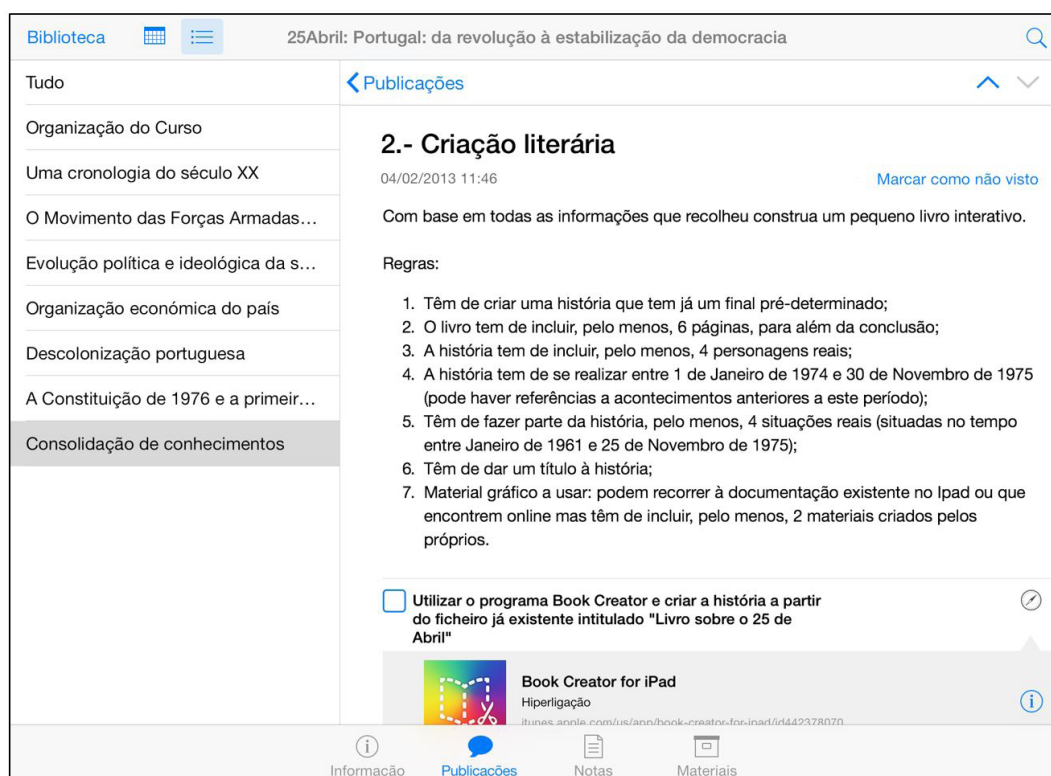 Biblioteca
25Abril: Portugal: da revolução à estabilização da democracia
Tudo
Organização do Curso
Uma cronologia do século XX
O Movimento das Forças Armadas…
Evolução política e ideológica da s…
Organização económica do país
Descolonização portuguesa
A Constituição de 1976 e a primeir…
Consolidação de conhecimentos
Publicações
2.- Criação literária
04/02/2013 11:46
Marcar como não visto
Com base em todas as informações que recolheu construa um pequeno livro interativo.
Regras:
1. Têm de criar uma história que tem já um final pré-determinado;
2. O livro tem de incluir, pelo menos, 6 páginas, para além da conclusão;
3. A história tem de incluir, pelo menos, 4 personagens reais;
4. A história tem de se realizar entre 1 de Janeiro de 1974 e 30 de Novembro de 1975
(pode haver referências a acontecimentos anteriores a este período);
5. Têm de fazer parte da história, pelo menos, 4 situações reais (situadas no tempo
entre Janeiro de 1961 e 25 de Novembro de 1975);
6. Têm de dar um título à história;
7. Material gráfico a usar: podem recorrer à documentação existente no Ipad ou que
encontrem online mas têm de incluir, pelo menos, 2 materiais criados pelos
próprios.
Utilizar o programa Book Creator e criar a história a partir
do ficheiro já existente intitulado "Livro sobre o 25 de
Abril"
Book Creator for iPad
Hiperligação
itunes.apple.com/us/app/book-creator-for-ipad/id442378070
Informação
Publicações
Notas
Materiais